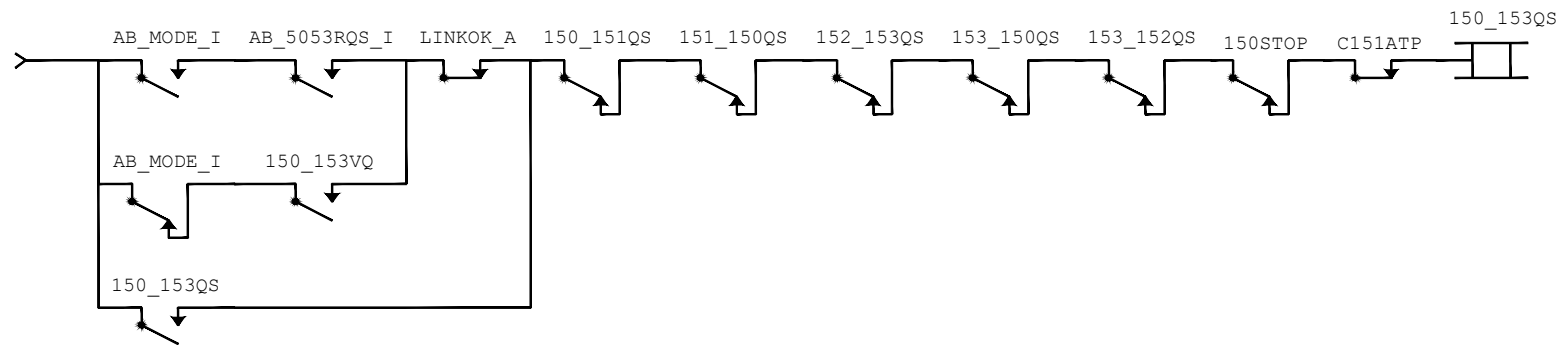 150_153QS
AB_MODE_I AB_5053RQS_I LINKOK_A 150_151QS 151_150QS 152_153QS 153_150QS 153_152QS 150STOP C151ATP
AB_MODE_I 150_153VQ
150_153QS